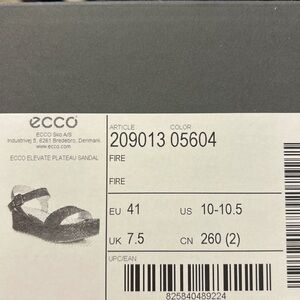 ecco
ECCO Sko A/S
Industrivej 5, 6261 Bredebro, Denmark
www.ecco.com
ECCO ELEVATE PLATEAU SANDAL
ARTICLE COLOR
209013 05604
FIRE
FIRE
EU 41 US 10-10.5
UK 7.5 CN 260 (2)
UPC/EAN
825840489224